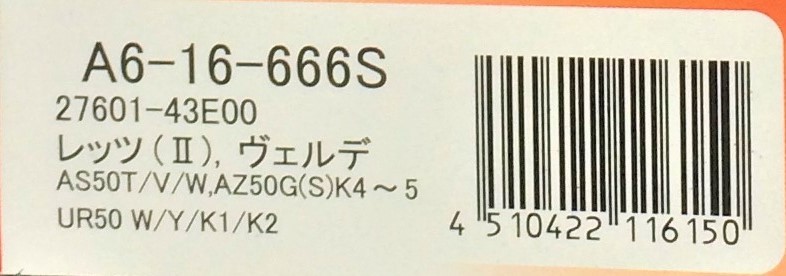 A6-16-666S
27601-43E00
レッツ(Ⅱ), ヴェルデ
AS50T/V/W,AZ50G(S)K4～5
UR50 W/Y/K1/K2
4 510422 116150